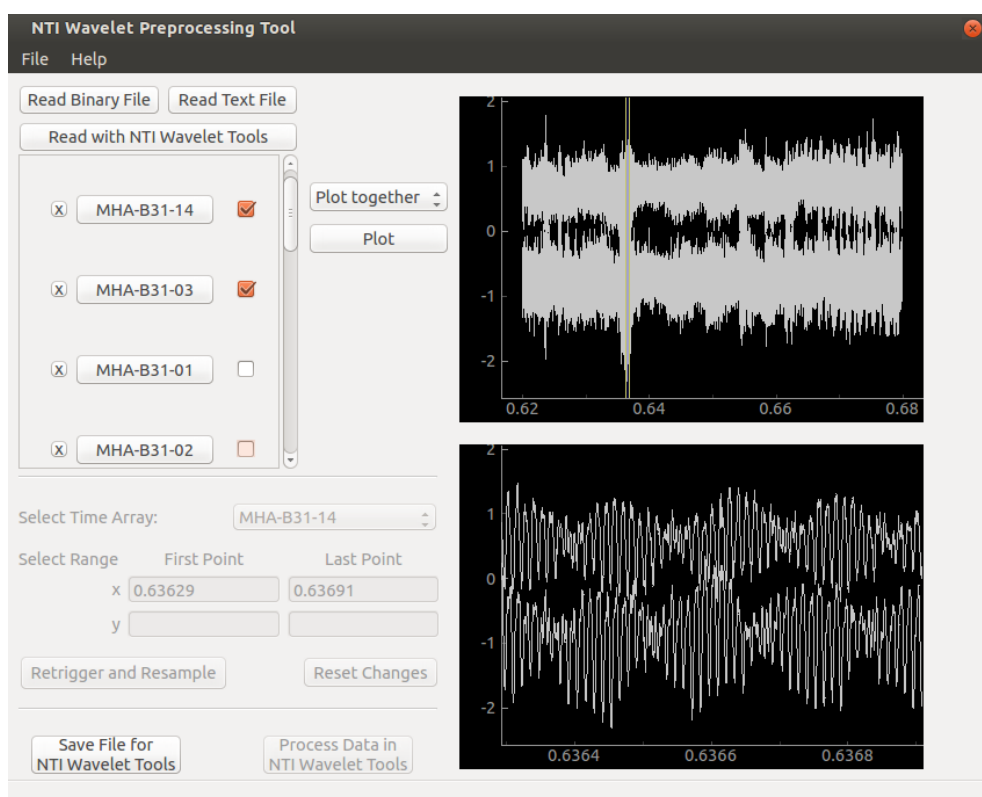 NTI Wavelet Preprocessing Tool
File Help
Read Binary File Read Text File
Read with NTI Wavelet Tools
X MHA-B31-14
X MHA-B31-03
X MHA-B31-01
X MHA-B31-02
Plot together
Plot
2
1
0
-1
-2
0.62 0.64 0.66 0.68
Select Time Array: MHA-B31-14
Select Range First Point Last Point
x 0.63629 0.63691
y
Retrigger and Resample Reset Changes
Save File for
NTI Wavelet Tools
Process Data in
NTI Wavelet Tools
2
1
0
-1
-2
0.6364 0.6366 0.6368